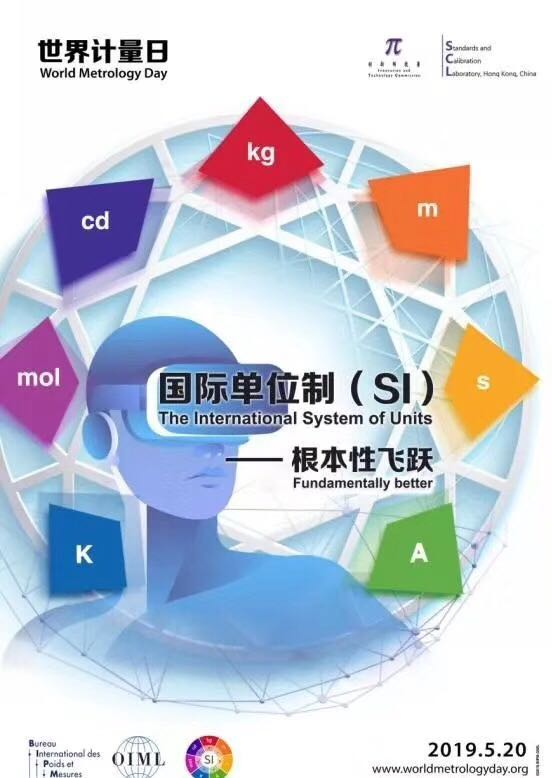 世界计量日
World Metrology Day
π
Innovation and
Technology Commission
Standards and
Calibration
Laboratory, Hong Kong, China
S
C
L
kg
cd
m
mol
s
国际单位制（SI）
The International System of Units
—— 根本性飞跃
Fundamentally better
K
A
Bureau
International des
Poids et
Mesures
OIML
SI
2019.5.20
www.worldmetrologyday.org